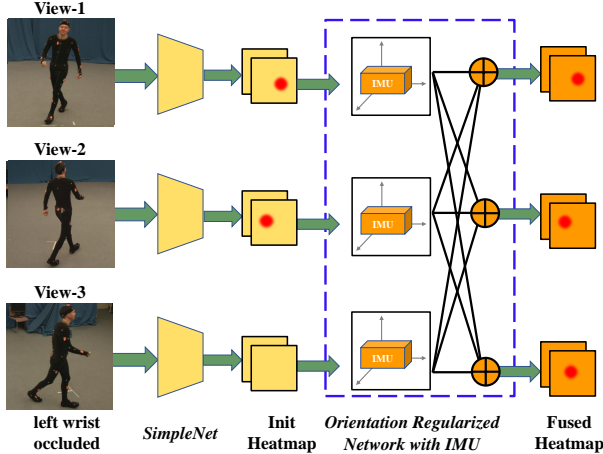 View-1
IMU
View-2
IMU
View-3
IMU
left wrist
occluded
SimpleNet
Init
Heatmap
Orientation Regularized
Network with IMU
Fused
Heatmap